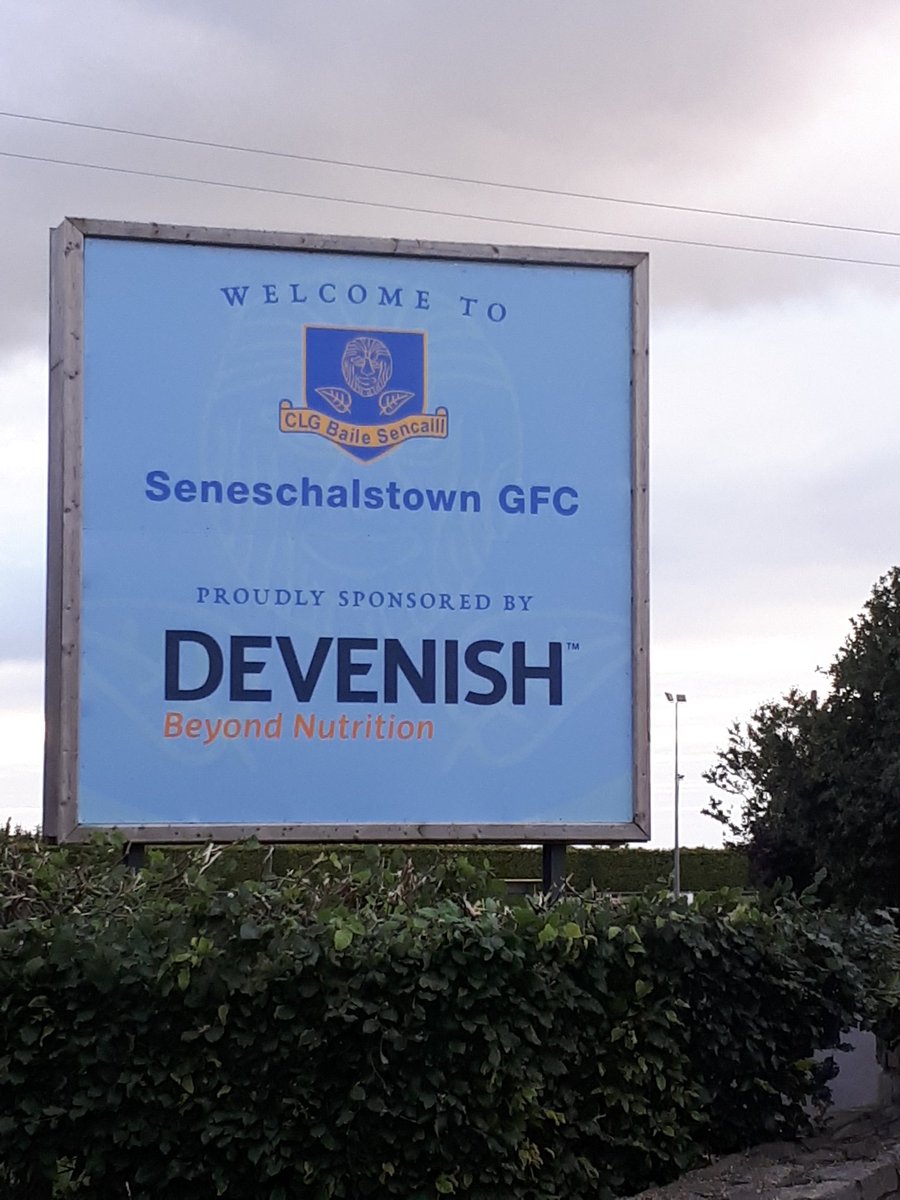 WELCOME TO
CLG Baile Sencaill
Seneschalstown GFC
PROUDLY SPONSORED BY
DEVENISH™
Beyond Nutrition